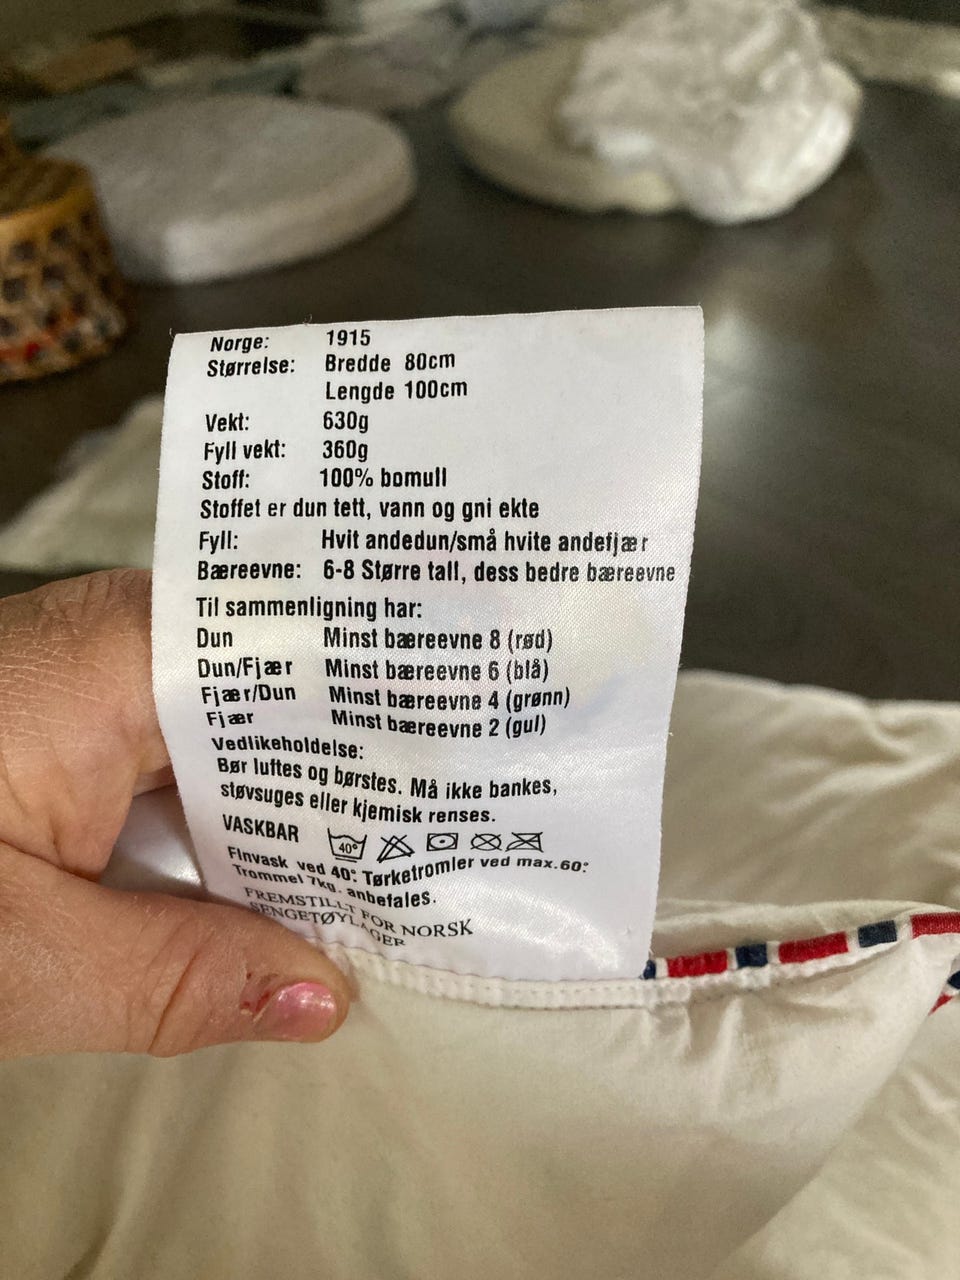 Norge: 1915
Størrelse: Bredde 80cm
Lengde 100cm
Vekt: 630g
Fyll vekt: 360g
Stoff: 100% bomull
Stoffet er dun tett, vann og gni ekte
Fyll: Hvit andedun/små hvite andefjær
Bæreevne: 6-8 Større tall, dess bedre bæreevne
Til sammenligning har:
Dun Minst bæreevne 8 (rød)
Dun/Fjær Minst bæreevne 6 (blå)
Fjær/Dun Minst bæreevne 4 (grønn)
Fjær Minst bæreevne 2 (gul)
Vedlikeholdelse:
Bør luftes og børstes. Må ikke bankes,
støvsuges eller kjemisk renses.
VASKBAR 40°
Finvask ved 40: Tørketromler ved max.60:
Trommel 7kg. anbefales.
FREMSTILLT FOR NORSK
SENGETØYLAGER